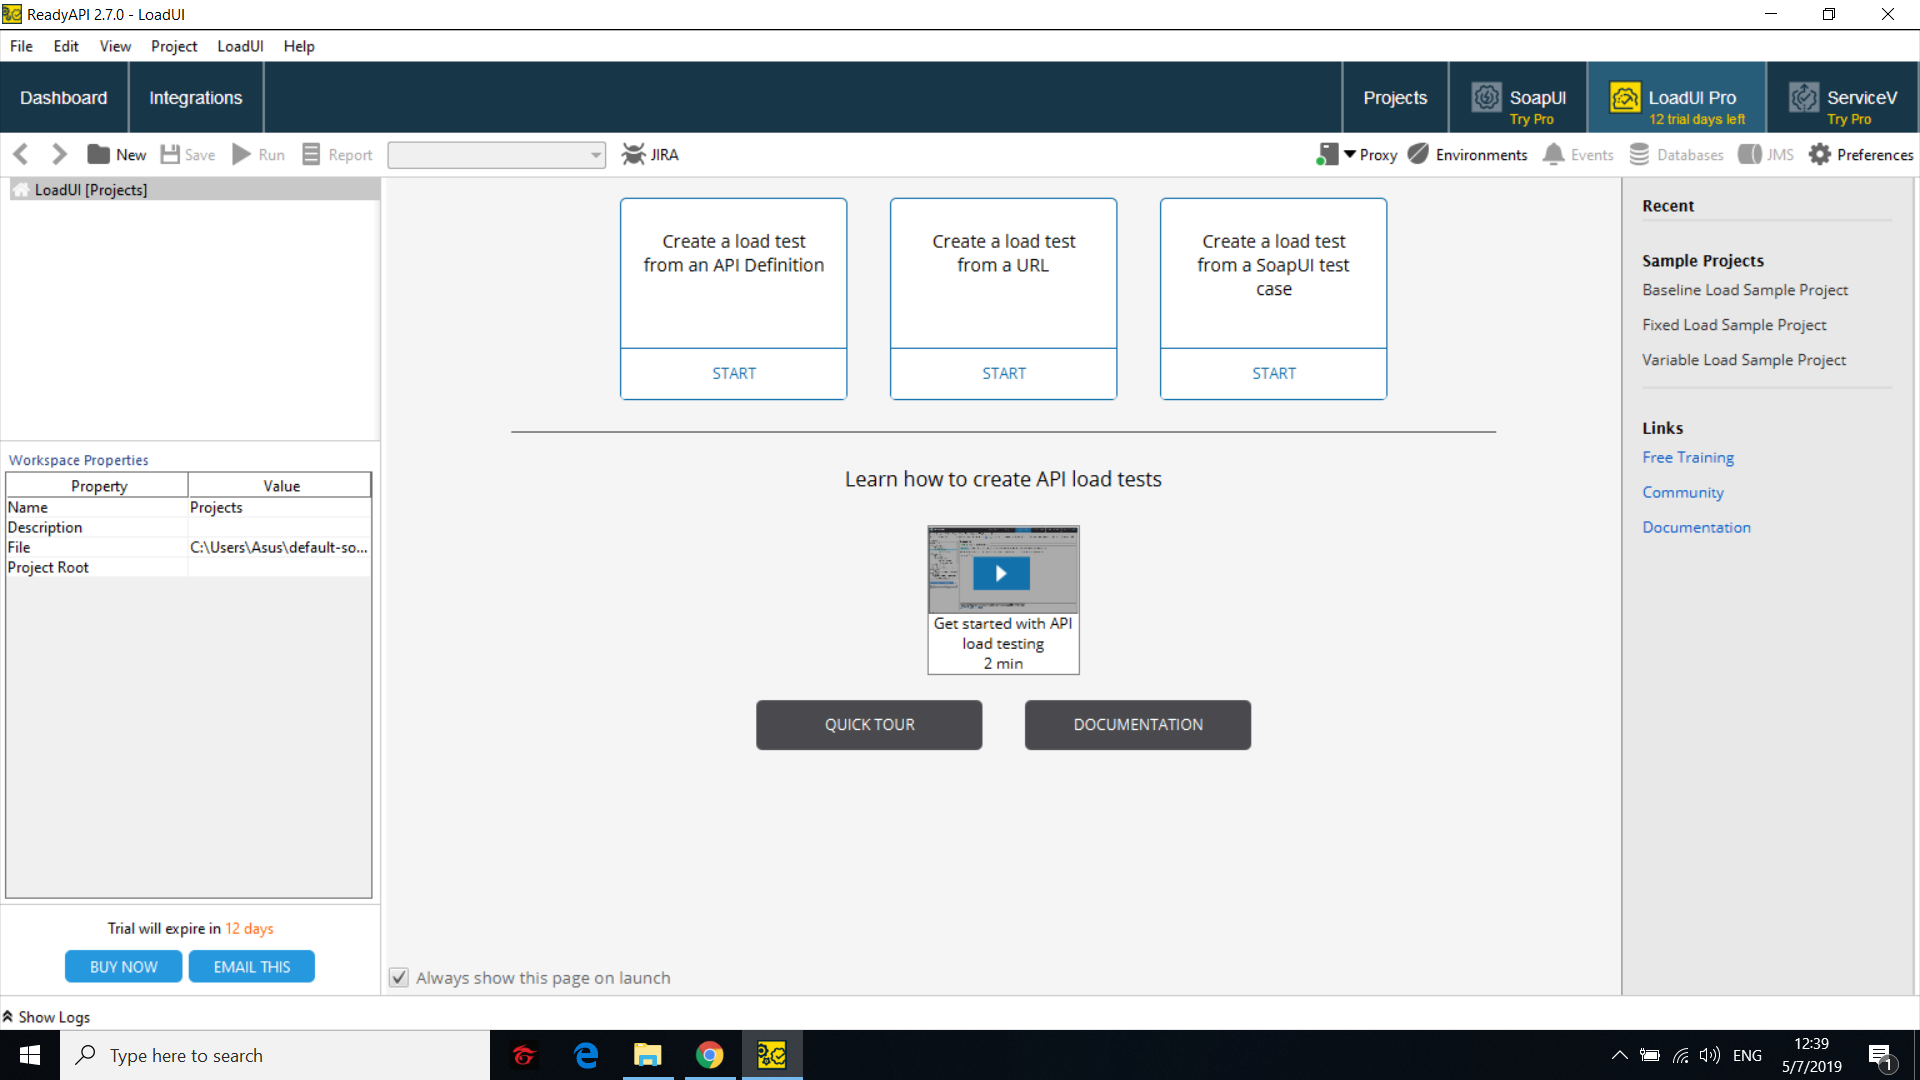 ReadyAPI 2.7.0 - LoadUI
File Edit View Project LoadUI Help
Dashboard Integrations Projects SoapUI LoadUI Pro ServiceV
Try Pro 12 trial days left Try Pro
New Save Run Report JIRA Proxy Environments Events Databases JMS Preferences
LoadUI [Projects]
Workspace Properties
Property Value
Name Projects
Description
File C:\Users\Asus\default-so...
Project Root
Trial will expire in 12 days
BUY NOW EMAIL THIS
Create a load test
from an API Definition
START
Create a load test
from a URL
START
Create a load test
from a SoapUI test
case
START
Learn how to create API load tests
Get started with API
load testing
2 min
QUICK TOUR DOCUMENTATION
Always show this page on launch
Recent
Sample Projects
Baseline Load Sample Project
Fixed Load Sample Project
Variable Load Sample Project
Links
Free Training
Community
Documentation
Show Logs
Type here to search
ENG
12:39
5/7/2019
1